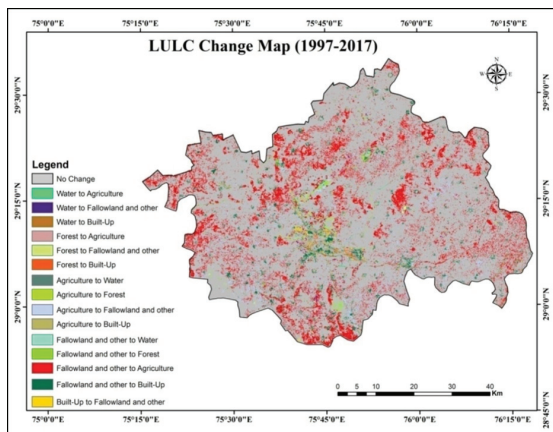 75°0'0"E 75°15'0"E 75°30'0"E 75°45'0"E 76°0'0"E 76°15'0"E
LULC Change Map (1997-2017)
N
W E
S
29°30'0"N 29°30'0"N
29°15'0"N 29°15'0"N
29°0'0"N 29°0'0"N
28°45'0"N
Legend
No Change
Water to Agriculture
Water to Fallowland and other
Water to Built-Up
Forest to Agriculture
Forest to Fallowland and other
Forest to Built-Up
Agriculture to Water
Agriculture to Forest
Agriculture to Fallowland and other
Agriculture to Built-Up
Fallowland and other to Water
Fallowland and other to Forest
Fallowland and other to Agriculture
Fallowland and other to Built-Up
Built-Up to Fallowland and other
0 5 10 20 30 40
Km
75°0'0"E 75°15'0"E 75°30'0"E 75°45'0"E 76°0'0"E 76°15'0"E